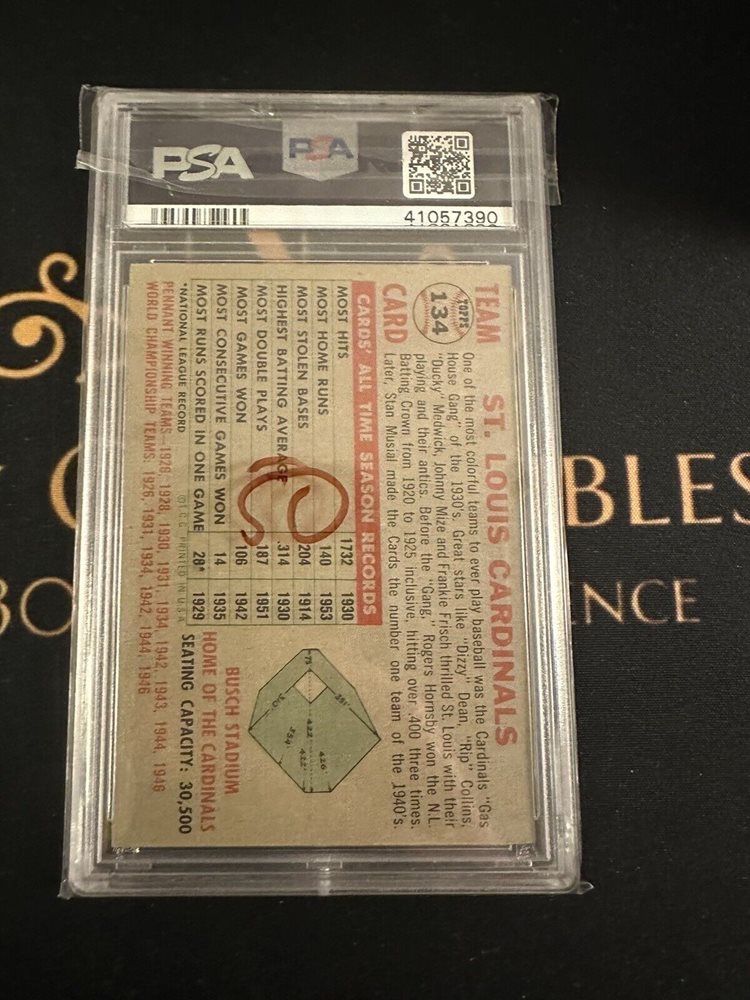 PSA
PSA
41057390
TEAM
TOPPS
134
CARD
ST. LOUIS CARDINALS
One of the most colorful teams to ever play baseball was the Cardinals "Gas
House Gang" of the 1930's. Great stars like "Dizzy" Dean, "Rip" Collins,
"Ducky" Medwick, Johnny Mize and Frankie Frisch thrilled St. Louis with their
playing and their antics. Before the "Gang," Rogers Hornsby won the N.L.
Batting Crown from 1920 to 1925 inclusive, hitting over .400 three times.
Later, Stan Musial made the Cards the number one team of the 1940's.
CARDS' ALL TIME SEASON RECORDS
MOST HITS 1732 1930
MOST HOME RUNS 140 1953
MOST STOLEN BASES 204 1914
HIGHEST BATTING AVERAGE .314 1930
MOST DOUBLE PLAYS 187 1951
MOST GAMES WON 106 1942
MOST CONSECUTIVE GAMES WON 14 1935
MOST RUNS SCORED IN ONE GAME 28* 1929
*NATIONAL LEAGUE RECORD ©T.C.G. PRINTED IN U.S.A.
PENNANT WINNING TEAMS—1926, 1928, 1930, 1931, 1934, 1942, 1943, 1944, 1946
WORLD CHAMPIONSHIP TEAMS: 1926, 1931, 1934, 1942, 1944, 1946
422'
426'
422'
354'
BUSCH STADIUM
HOME OF THE CARDINALS
SEATING CAPACITY: 30,500
BLES
BO
ENCE